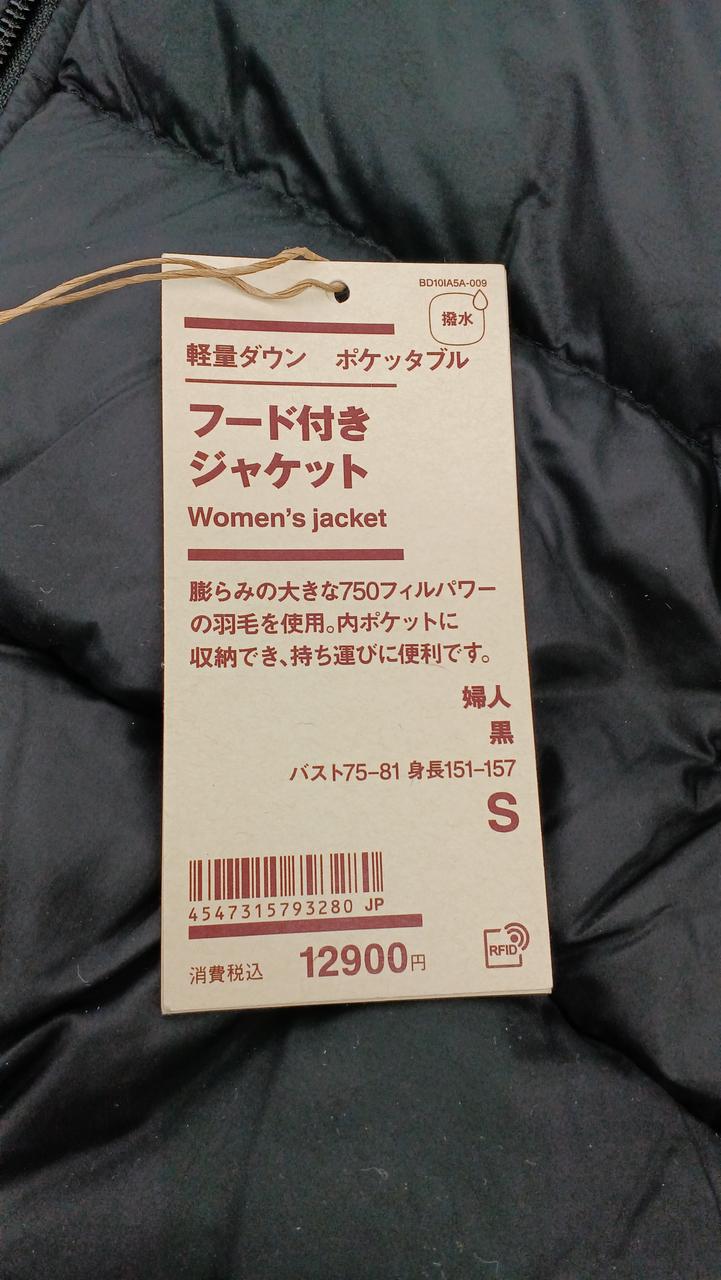 BD10IA5A-009
撥水
軽量ダウン ポケッタブル
フード付き
ジャケット
Women's jacket
膨らみの大きな750フィルパワー
の羽毛を使用。内ポケットに
収納でき、持ち運びに便利です。
婦人
黒
バスト75-81 身長151-157
S
4547315793280 JP
消費税込 12900円
RFID